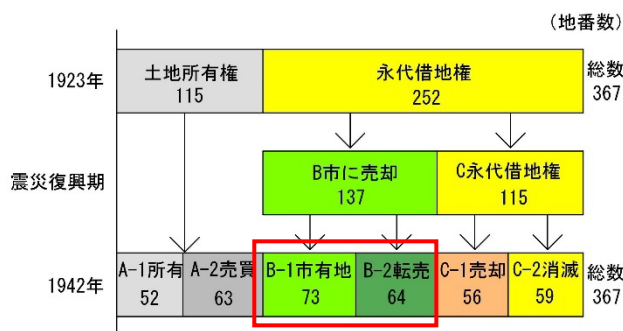 (地番数)
1923年
土地所有権
115
永代借地権
252
総数
367
震災復興期
B市に売却
137
C永代借地権
115
1942年
A-1所有
52
A-2売買
63
B-1市有地
73
B-2転売
64
C-1売却
56
C-2消滅
59
総数
367